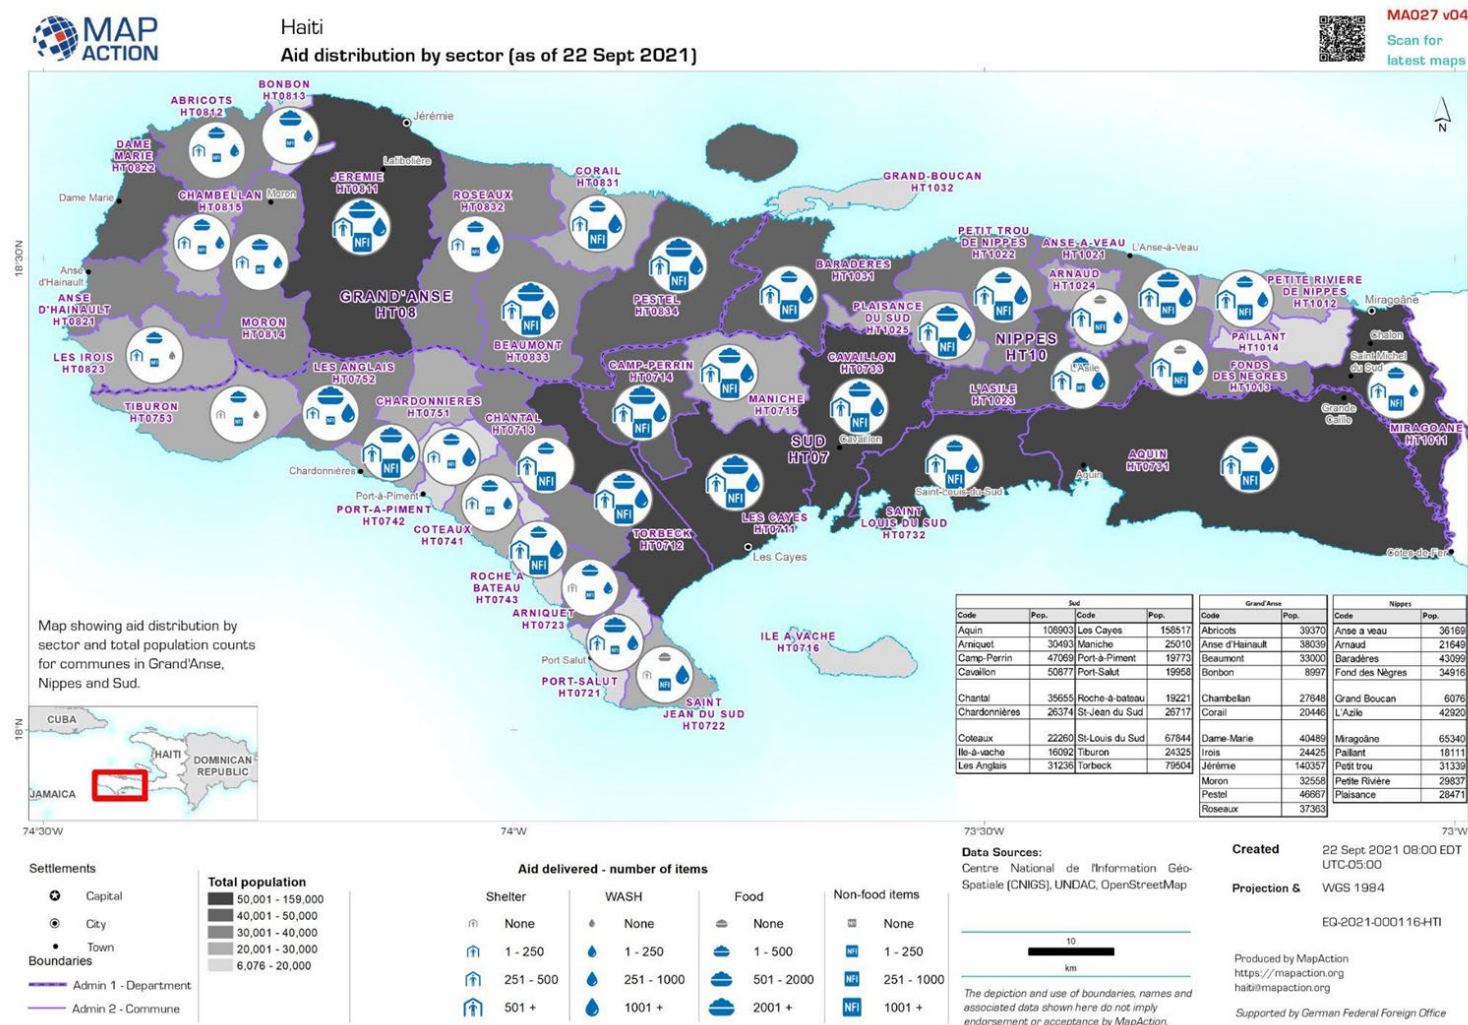 MAP
ACTION
Haiti
Aid distribution by sector (as of 22 Sept 2021)
MA027 v04
Scan for
latest maps
N
BONBON
HT0813
ABRICOTS
HT0812
Jérémie
DAME
MARIE
HT0822
Latibolière
JEREMIE
HT0811
CORAIL
HT0831
GRAND-BOUCAN
HT1032
CHAMBELLAN
HT0815
Moron
ROSEAUX
HT0832
Dame Marie
PETIT TROU
DE NIPPES
HT1022
ANSE-A-VEAU
HT1021
L'Anse-à-Veau
18°30'N
Anse
d'Hainault
BARADERES
HT1031
ARNAUD
HT1024
PETITE RIVIERE
DE NIPPES
HT1012
Miragoâne
ANSE
D'HAINAULT
HT0821
GRAND'ANSE
HT08
PESTEL
HT0834
PLAISANCE
DU SUD
HT1025
MORON
HT0814
BEAUMONT
HT0833
NIPPES
HT10
PAILLANT
HT1014
Chalon
Saint Michel
du Sud
LES IROIS
HT0823
LES ANGLAIS
HT0752
CAMP-PERRIN
HT0714
CAVAILLON
HT0733
L'Asile
FONDS
DES NEGRES
HT1013
L'ASILE
HT1023
TIBURON
HT0753
CHARDONNIERES
HT0751
CHANTAL
HT0713
MANICHE
HT0715
Grande
Caille
MIRAGOANE
HT1011
SUD
HT07
Cavaillon
AQUIN
HT0731
Aquin
Chardonnières
Port-à-Piment
PORT-A-PIMENT
HT0742
Saint-Louis-du-Sud
SAINT
LOUIS DU SUD
HT0732
LES CAYES
HT0711
COTEAUX
HT0741
TORBECK
HT0712
Les Cayes
Côtes-de-Fer
ROCHE A
BATEAU
HT0743
ARNIQUET
HT0723
ILE A VACHE
HT0716
Port Salut
PORT-SALUT
HT0721
SAINT
JEAN DU SUD
HT0722
NFI
18°N
Map showing aid distribution by
sector and total population counts
for communes in Grand'Anse,
Nippes and Sud.
CUBA
HAITI
DOMINICAN
REPUBLIC
JAMAICA
Sud
Code Pop. Code Pop.
Aquin 108903 Les Cayes 158517
Arniquet 30493 Maniche 25010
Camp-Perrin 47069 Port-à-Piment 19773
Cavaillon 50677 Port-Salut 19958
Chantal 35655 Roche-à-bateau 19221
Chardonnières 26374 St-Jean du Sud 26717
Coteaux 22260 St-Louis du Sud 67844
Ile-à-vache 16092 Tiburon 24325
Les Anglais 31236 Torbeck 79504
Grand'Anse
Code Pop.
Abricots 39370
Anse d'Hainault 38039
Beaumont 33000
Bonbon 8997
Chambellan 27648
Corail 20446
Dame-Marie 40489
Irois 24425
Jérémie 140357
Moron 32558
Pestel 46667
Roseaux 37363
Nippes
Code Pop.
Anse a veau 36169
Arnaud 21649
Baradères 43099
Fond des Nègres 34916
Grand Boucan 6076
L'Azile 42920
Miragoâne 65340
Paillant 18111
Petit trou 31339
Petite Rivière 29837
Plaisance 28471
74°30'W
74°W
73°30'W
73°W
Settlements
Capital
City
Town
Boundaries
Admin 1 - Department
Admin 2 - Commune
Total population
50,001 - 159,000
40,001 - 50,000
30,001 - 40,000
20,001 - 30,000
6,076 - 20,000
Aid delivered - number of items
Shelter WASH Food Non-food items
None None None None
1 - 250 1 - 250 1 - 500 NFI 1 - 250
251 - 500 251 - 1000 501 - 2000 NFI 251 - 1000
501 + 1001 + 2001 + NFI 1001 +
Data Sources:
Centre National de l'Information Géo-
Spatiale (CNIGS), UNDAC, OpenStreetMap
10
km
The depiction and use of boundaries, names and
associated data shown here do not imply
endorsement or acceptance by MapAction.
Created 22 Sept 2021 08:00 EDT
UTC-05:00
Projection & WGS 1984
EQ-2021-000116-HTI
Produced by MapAction
https://mapaction.org
haiti@mapaction.org
Supported by German Federal Foreign Office